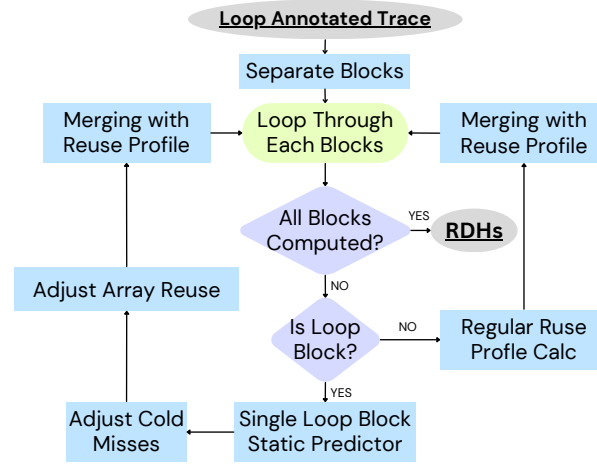 Loop Annotated Trace
Separate Blocks
Merging with
Reuse Profile
Loop Through
Each Blocks
Merging with
Reuse Profile
All Blocks
Computed?
YES
RDHs
NO
Adjust Array Reuse
Is Loop
Block?
NO
Regular Ruse
Profle Calc
YES
Adjust Cold
Misses
Single Loop Block
Static Predictor